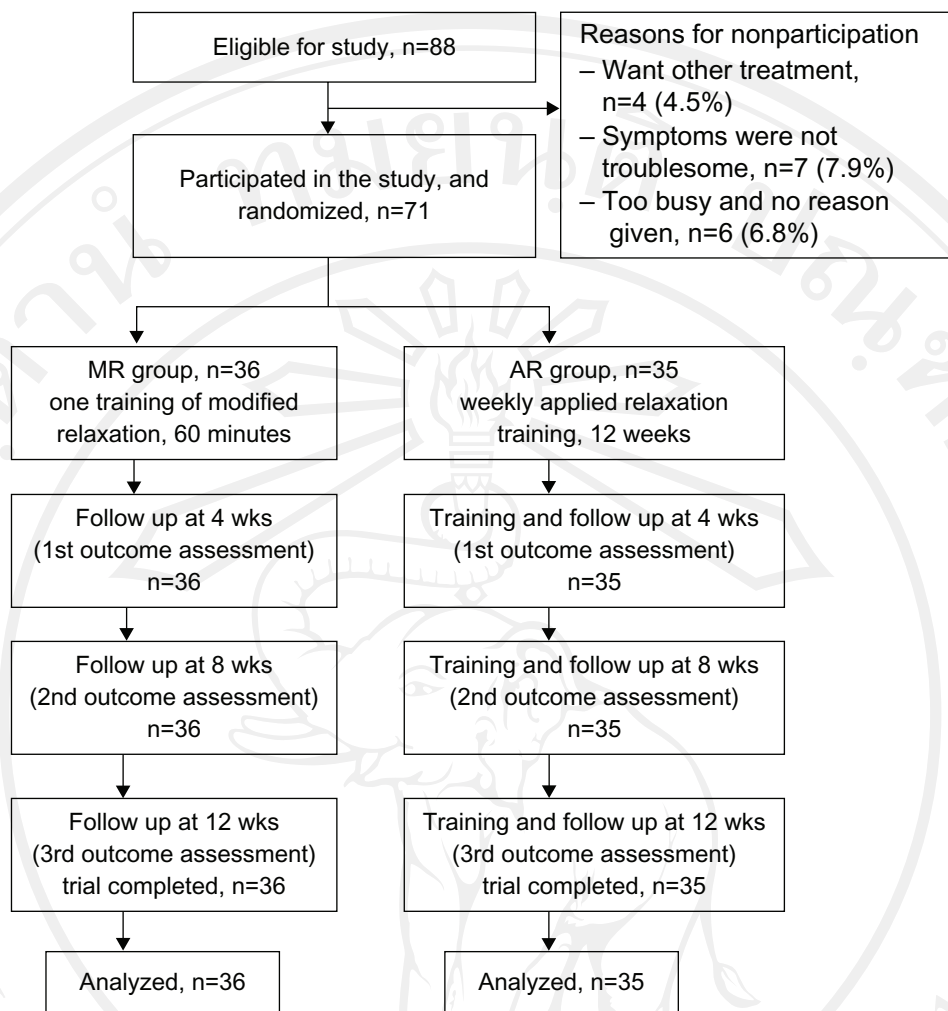 Eligible for study, n=88
Reasons for nonparticipation
– Want other treatment,
n=4 (4.5%)
– Symptoms were not
troublesome, n=7 (7.9%)
– Too busy and no reason
given, n=6 (6.8%)
Participated in the study, and
randomized, n=71
MR group, n=36
one training of modified
relaxation, 60 minutes
AR group, n=35
weekly applied relaxation
training, 12 weeks
Follow up at 4 wks
(1st outcome assessment)
n=36
Training and follow up at 4 wks
(1st outcome assessment)
n=35
Follow up at 8 wks
(2nd outcome assessment)
n=36
Training and follow up at 8 wks
(2nd outcome assessment)
n=35
Follow up at 12 wks
(3rd outcome assessment)
trial completed, n=36
Training and follow up at 12 wks
(3rd outcome assessment)
trial completed, n=35
Analyzed, n=36
Analyzed, n=35